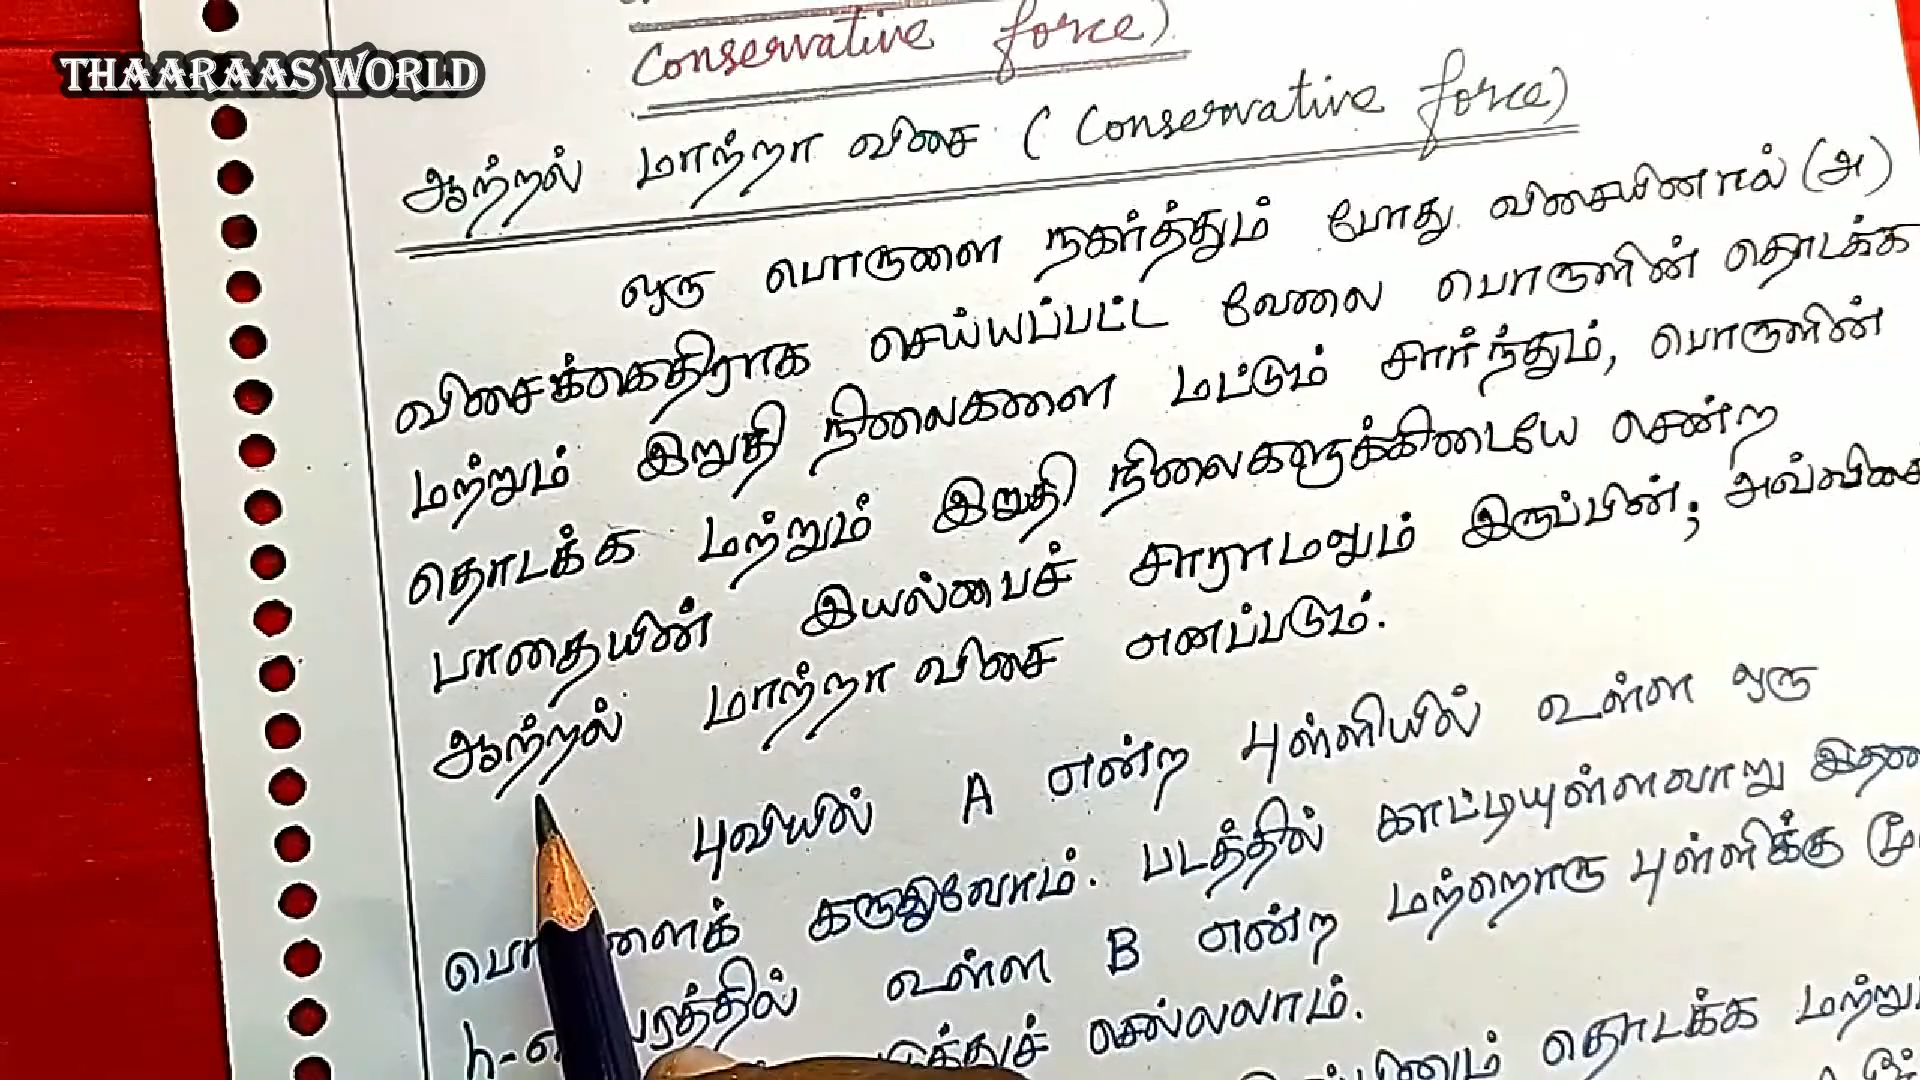 THAARAAS WORLD
Conservative force)
ஆற்றல் மாற்றா விசை ( Conservative force)
ஒரு பொருளை நகர்த்தும் போது விசையினால் (அ)
விசைக்கெதிராக செய்யப்பட்ட வேலை பொருளின் தொடக்க
மற்றும் இறுதி நிலைகளை மட்டும் சார்ந்தும், பொருளின்
தொடக்க மற்றும் இறுதி நிலைகளுக்கிடையே சென்ற
பாதையின் இயல்பைச் சாராமலும் இருப்பின், அவ்விசை
ஆற்றல் மாற்றா விசை எனப்படும்.
புவியில் A என்ற புள்ளியில் உள்ள ஒரு
கருதுவோம். படத்தில் காட்டியுள்ளவாறு
உள்ள B என்ற மற்றொரு புள்ளிக்கு
செல்லலாம்.
தொடக்க